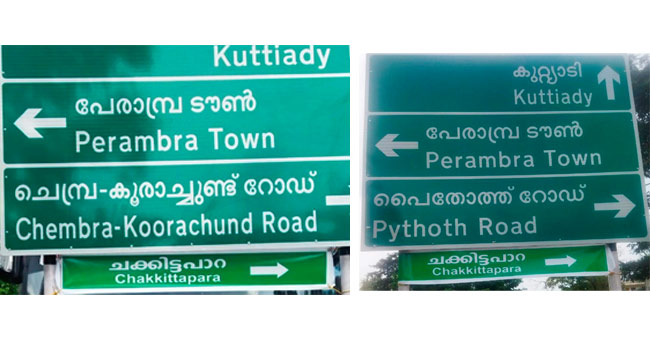 Kuttiady
പേരാമ്പ്ര ടൗൺ
Perambra Town
ചെമ്പ്ര-കൂരാച്ചുണ്ട് റോഡ്
Chembra-Koorachund Road
ചക്കിട്ടപാറ
Chakkittapara
കുറ്റ്യാടി
Kuttiady
പേരാമ്പ്ര ടൗൺ
Perambra Town
പൈതോത്ത് റോഡ്
Pythoth Road
ചക്കിട്ടപാറ
Chakkittapara